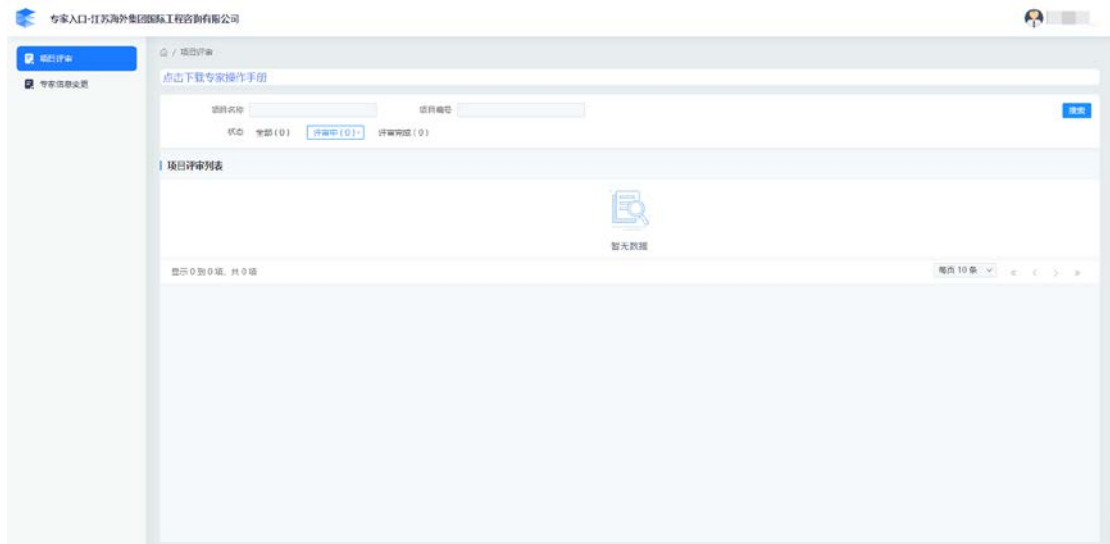 专家入口-江苏海外集团国际工程咨询有限公司
项目评审
专家信息变更
/ 项目评审
点击下载专家操作手册
项目名称 项目编号 搜索
状态 全部(0) 评审中(0) 评审完成(0)
项目评审列表
暂无数据
显示 0 到 0 项，共 0 项 每页 10 条